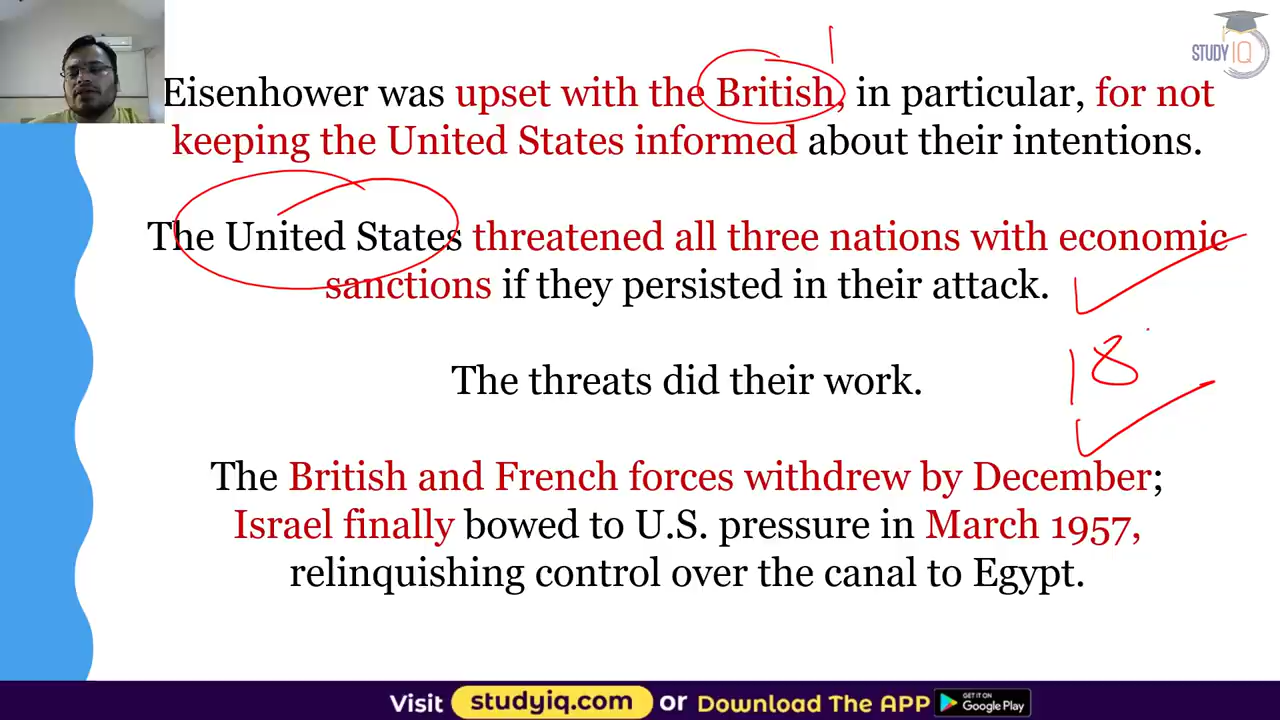 STUDY IQ
Eisenhower was upset with the British, in particular, for not
keeping the United States informed about their intentions.
The United States threatened all three nations with economic
sanctions if they persisted in their attack.
18
The threats did their work.
The British and French forces withdrew by December;
Israel finally bowed to U.S. pressure in March 1957,
relinquishing control over the canal to Egypt.
Visit studyiq.com or Download The APP GET IT ON Google Play